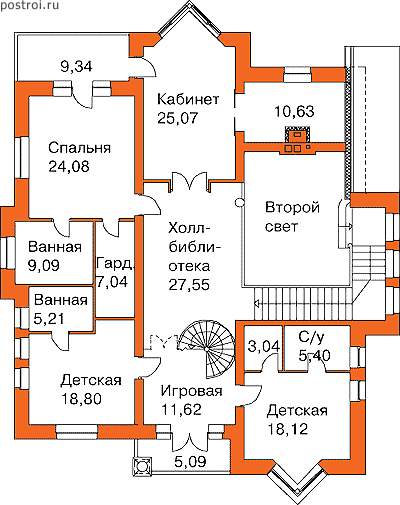 postroi.ru
9,34
Кабинет
25,07
10,63
Спальня
24,08
Второй
свет
Холл-
библи-
отека
27,55
Ванная
9,09
Гард.
7,04
Ванная
5,21
3,04
С/у
5,40
Детская
18,80
Игровая
11,62
Детская
18,12
5,09